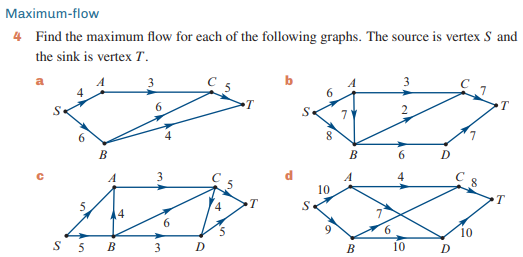 Maximum-flow
4 Find the maximum flow for each of the following graphs. The source is vertex S and
the sink is vertex T.
a
A 3 C
4 5
S 6 T
6 4
B
b
A 3 C
6 7
S 7 2 T
8 7
B 6 D
c
A 3 C
5 5
4 4 T
6 5
S 5 B 3 D
d
A 4 C
10 8
S T
7
9 6 10
B 10 D